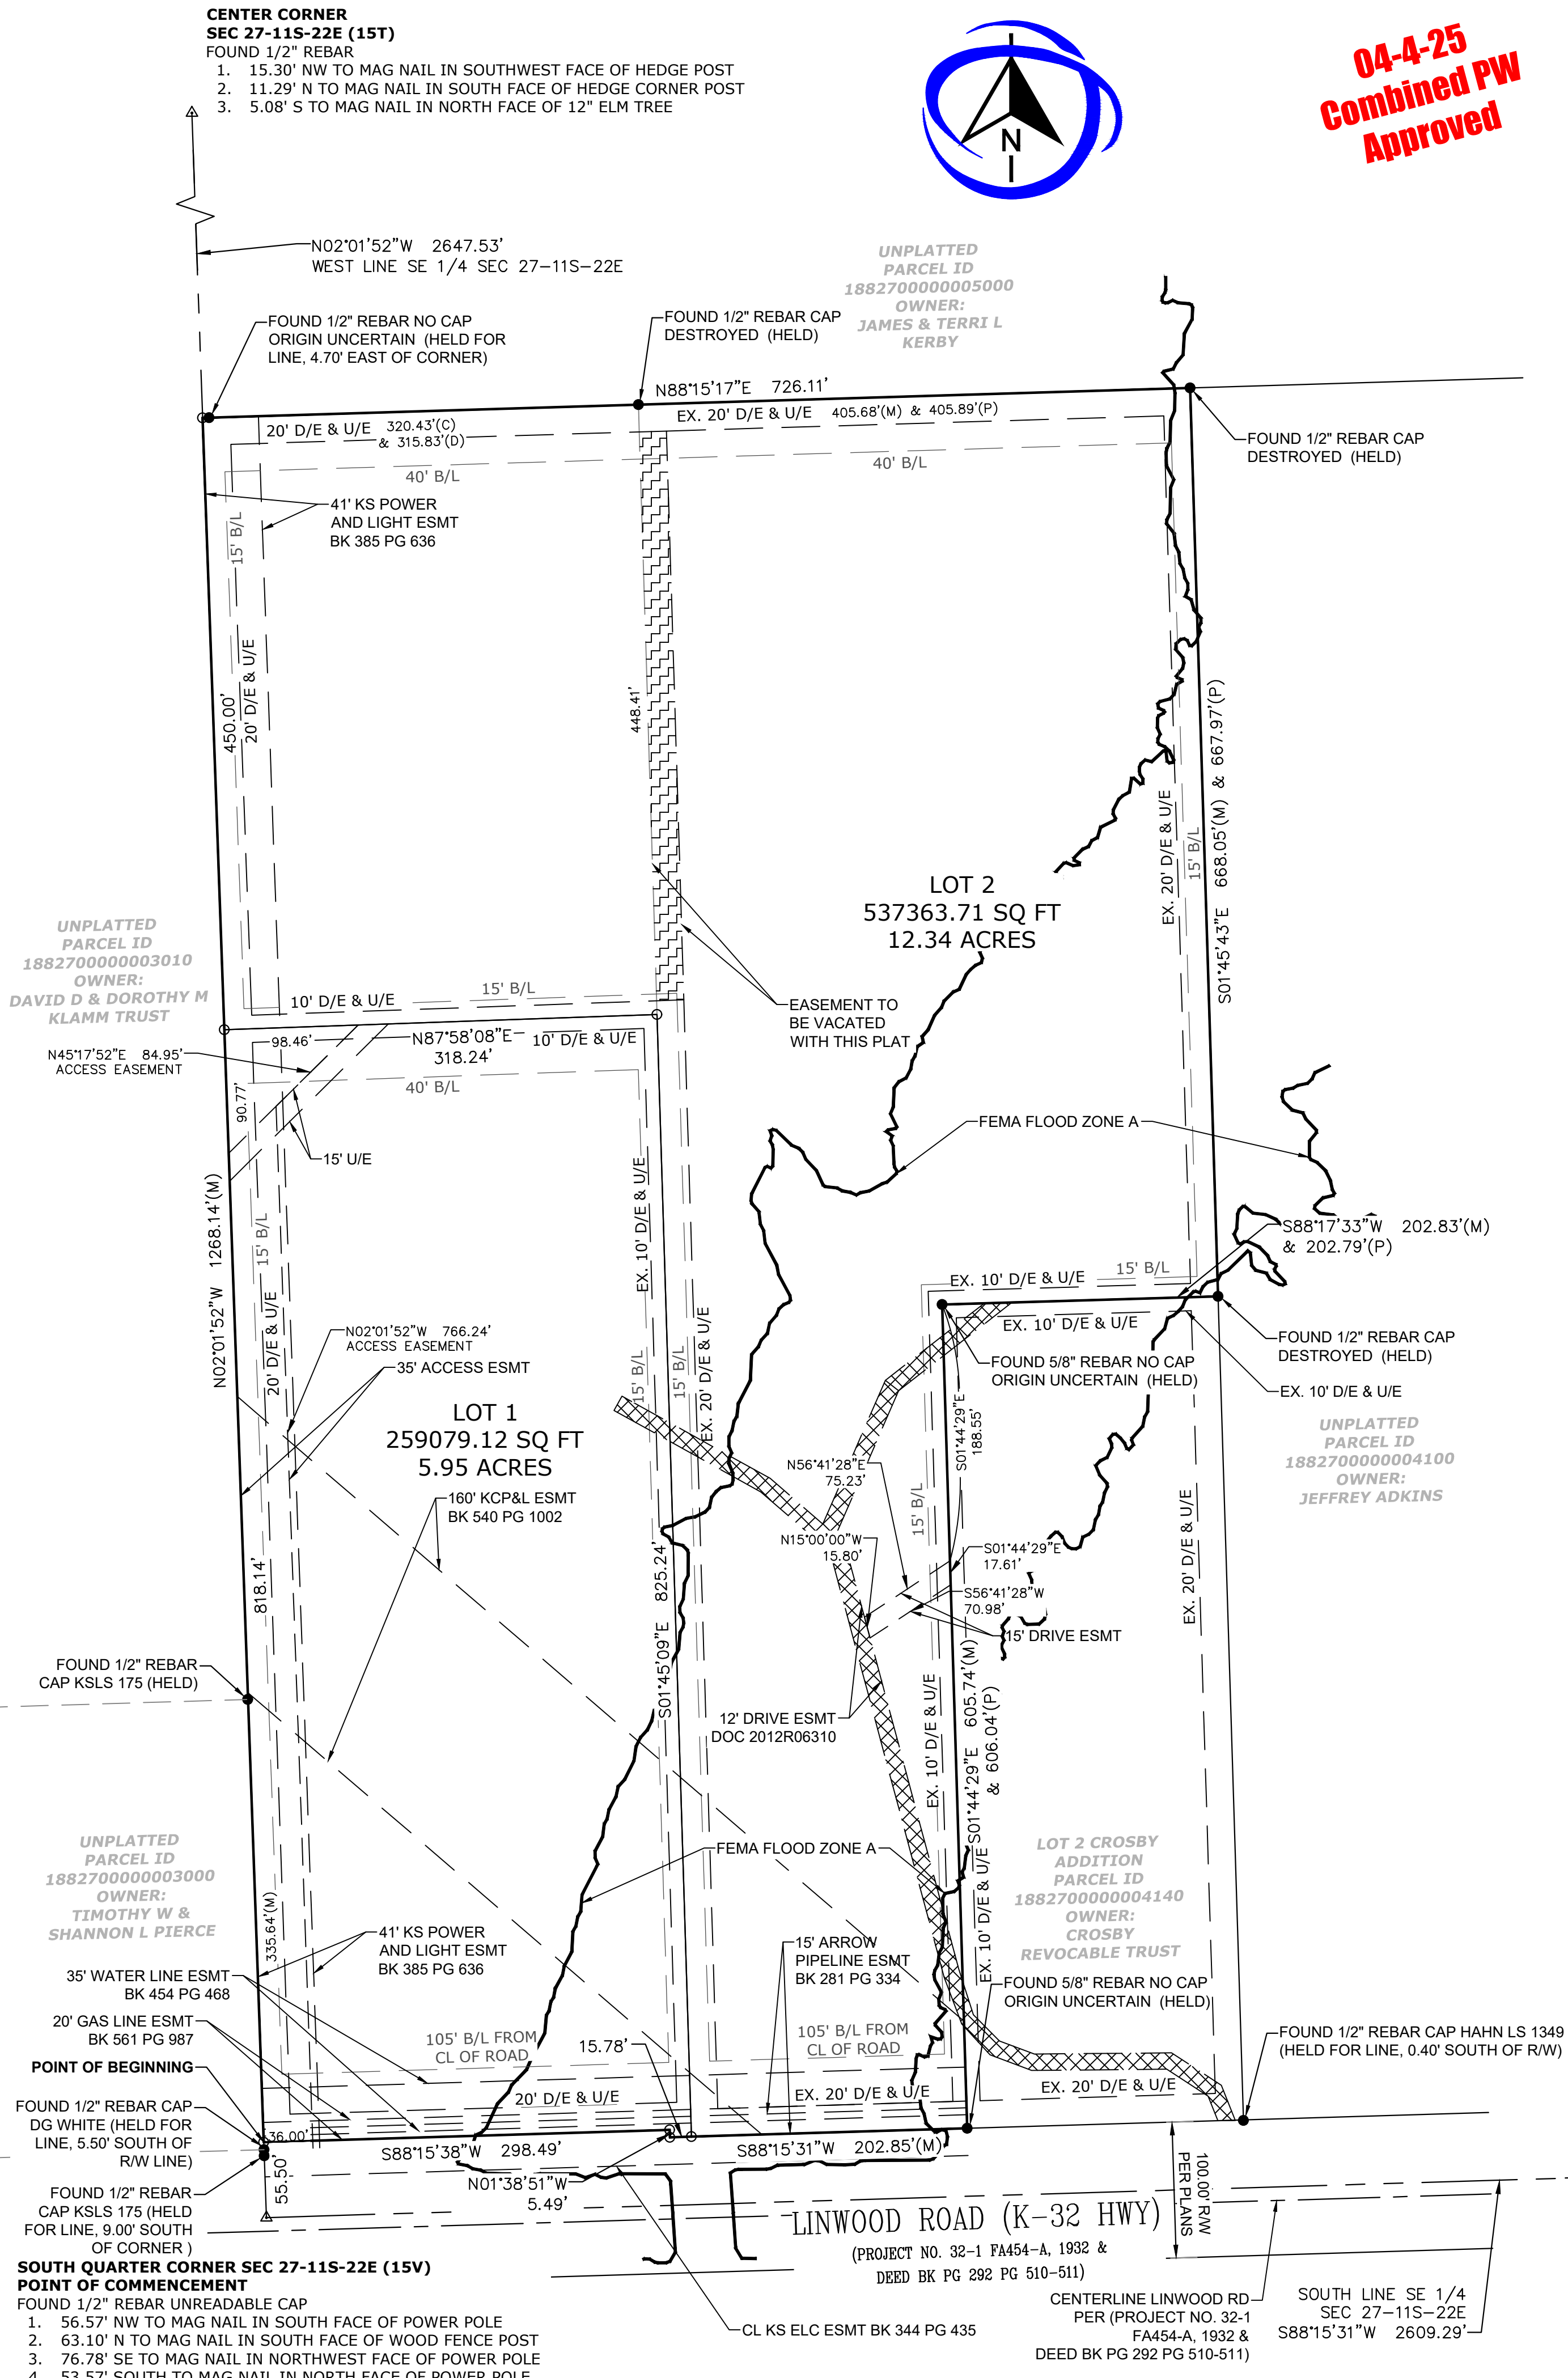 CENTER CORNER
SEC 27-11S-22E (15T)
FOUND 1/2" REBAR
1. 15.30' NW TO MAG NAIL IN SOUTHWEST FACE OF HEDGE POST
2. 11.29' N TO MAG NAIL IN SOUTH FACE OF HEDGE CORNER POST
3. 5.08' S TO MAG NAIL IN NORTH FACE OF 12" ELM TREE
N
04-4-25
Combined PW
Approved
N02°01'52"W 2647.53'
WEST LINE SE 1/4 SEC 27-11S-22E
UNPLATTED
PARCEL ID
1882700000005000
OWNER:
JAMES & TERRI L
KERBY
FOUND 1/2" REBAR NO CAP
ORIGIN UNCERTAIN (HELD FOR
LINE, 4.70' EAST OF CORNER)
FOUND 1/2" REBAR CAP
DESTROYED (HELD)
N88°15'17"E 726.11'
20' D/E & U/E
320.43'(C)
& 315.83'(D)
EX. 20' D/E & U/E
405.68'(M) & 405.89'(P)
FOUND 1/2" REBAR CAP
DESTROYED (HELD)
40' B/L
40' B/L
41' KS POWER
AND LIGHT ESMT
BK 385 PG 636
15' B/L
450.00'
20' D/E & U/E
448.41'
EX. 20' D/E & U/E
15' B/L
S01°45'43"E 668.05'(M) & 667.97'(P)
LOT 2
537363.71 SQ FT
12.34 ACRES
UNPLATTED
PARCEL ID
1882700000003010
OWNER:
DAVID D & DOROTHY M
KLAMM TRUST
10' D/E & U/E
15' B/L
EASEMENT TO
BE VACATED
WITH THIS PLAT
98.46'
N87°58'08"E
318.24'
10' D/E & U/E
N45°17'52"E 84.95'
ACCESS EASEMENT
40' B/L
90.77'
15' U/E
FEMA FLOOD ZONE A
N02°01'52"W 1268.14'(M)
15' B/L
20' D/E & U/E
EX. 10' D/E & U/E
15' B/L
15' B/L
EX. 20' D/E & U/E
S88°17'33"W 202.83'(M)
& 202.79'(P)
EX. 10' D/E & U/E
15' B/L
EX. 10' D/E & U/E
N02°01'52"W 766.24'
ACCESS EASEMENT
35' ACCESS ESMT
FOUND 1/2" REBAR CAP
DESTROYED (HELD)
FOUND 5/8" REBAR NO CAP
ORIGIN UNCERTAIN (HELD)
EX. 10' D/E & U/E
LOT 1
259079.12 SQ FT
5.95 ACRES
S01°44'29"E
188.55'
UNPLATTED
PARCEL ID
1882700000004100
OWNER:
JEFFREY ADKINS
N56°41'28"E
75.23'
160' KCP&L ESMT
BK 540 PG 1002
15' B/L
EX. 20' D/E & U/E
N15°00'00"W
15.80'
S01°44'29"E
17.61'
S56°41'28"W
70.98'
818.14'
S01°45'09"E 825.24'
15' DRIVE ESMT
FOUND 1/2" REBAR
CAP KSLS 175 (HELD)
12' DRIVE ESMT
DOC 2012R06310
EX. 10' D/E & U/E
S01°44'29"E 605.74'(M)
& 606.04'(P)
UNPLATTED
PARCEL ID
1882700000003000
OWNER:
TIMOTHY W &
SHANNON L PIERCE
FEMA FLOOD ZONE A
LOT 2 CROSBY
ADDITION
PARCEL ID
1882700000004140
OWNER:
CROSBY
REVOCABLE TRUST
335.64'(M)
41' KS POWER
AND LIGHT ESMT
BK 385 PG 636
15' ARROW
PIPELINE ESMT
BK 281 PG 334
EX. 10' D/E & U/E
35' WATER LINE ESMT
BK 454 PG 468
FOUND 5/8" REBAR NO CAP
ORIGIN UNCERTAIN (HELD)
20' GAS LINE ESMT
BK 561 PG 987
105' B/L FROM
CL OF ROAD
15.78'
105' B/L FROM
CL OF ROAD
FOUND 1/2" REBAR CAP HAHN LS 1349
(HELD FOR LINE, 0.40' SOUTH OF R/W)
POINT OF BEGINNING
20' D/E & U/E
EX. 20' D/E & U/E
EX. 20' D/E & U/E
FOUND 1/2" REBAR CAP
DG WHITE (HELD FOR
LINE, 5.50' SOUTH OF
R/W LINE)
36.00'
S88°15'38"W 298.49'
S88°15'31"W 202.85'(M)
N01°38'51"W
5.49'
55.50'
100.00' R/W
PER PLANS
FOUND 1/2" REBAR
CAP KSLS 175 (HELD
FOR LINE, 9.00' SOUTH
OF CORNER )
LINWOOD ROAD (K-32 HWY)
(PROJECT NO. 32-1 FA454-A, 1932 &
DEED BK PG 292 PG 510-511)
SOUTH QUARTER CORNER SEC 27-11S-22E (15V)
POINT OF COMMENCEMENT
FOUND 1/2" REBAR UNREADABLE CAP
1. 56.57' NW TO MAG NAIL IN SOUTH FACE OF POWER POLE
2. 63.10' N TO MAG NAIL IN SOUTH FACE OF WOOD FENCE POST
3. 76.78' SE TO MAG NAIL IN NORTHWEST FACE OF POWER POLE
4. 53.57' SOUTH TO MAG NAIL IN NORTH FACE OF POWER POLE
CL KS ELC ESMT BK 344 PG 435
CENTERLINE LINWOOD RD
PER (PROJECT NO. 32-1
FA454-A, 1932 &
DEED BK PG 292 PG 510-511)
SOUTH LINE SE 1/4
SEC 27-11S-22E
S88°15'31"W 2609.29'